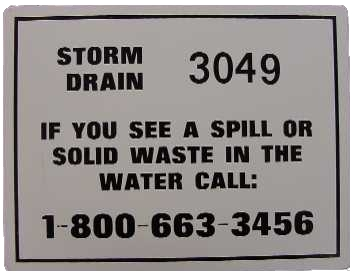 STORM
DRAIN 3049
IF YOU SEE A SPILL OR
SOLID WASTE IN THE
WATER CALL:
1-800-663-3456